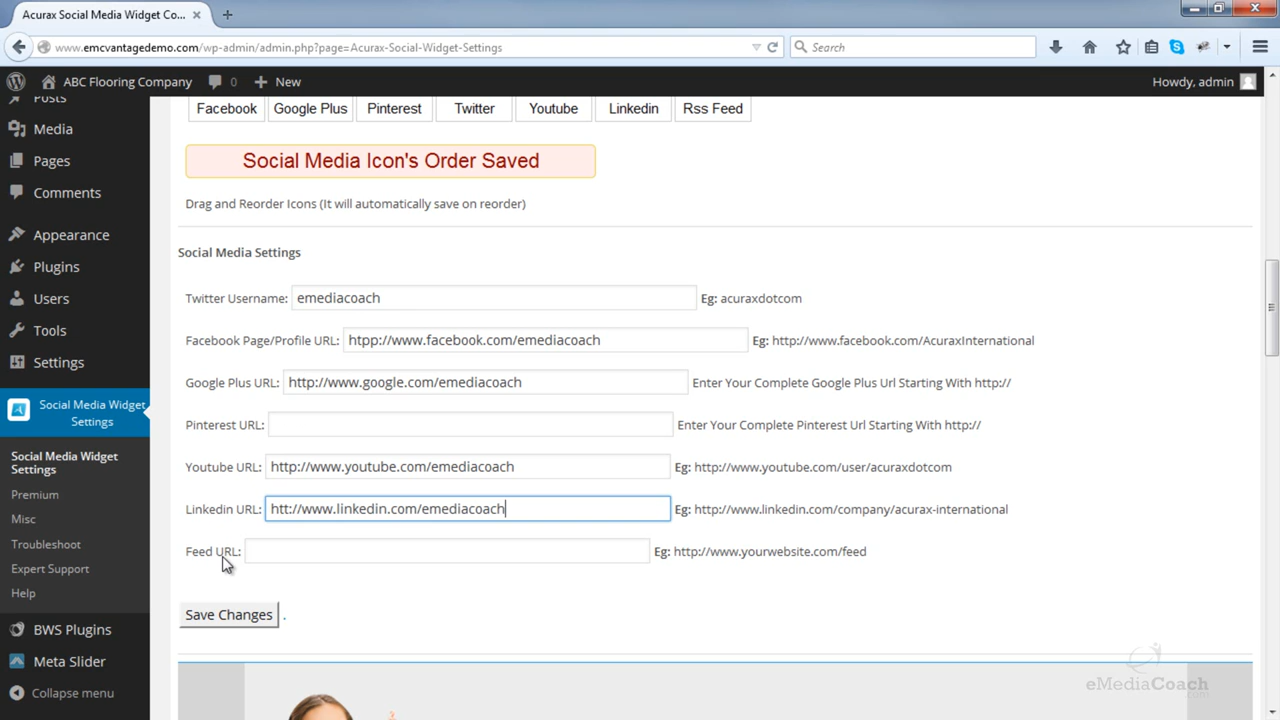 Acurax Social Media Widget Co...
www.emcvantagedemo.com/wp-admin/admin.php?page=Acurax-Social-Widget-Settings
Search
ABC Flooring Company 0 New Howdy, admin
Posts
Media
Pages
Comments
Appearance
Plugins
Users
Tools
Settings
Social Media Widget
Settings
Social Media Widget
Settings
Premium
Misc
Troubleshoot
Expert Support
Help
BWS Plugins
Meta Slider
Collapse menu
Facebook Google Plus Pinterest Twitter Youtube Linkedin Rss Feed
Social Media Icon's Order Saved
Drag and Reorder Icons (It will automatically save on reorder)
Social Media Settings
Twitter Username: emediacoach Eg: acuraxdotcom
Facebook Page/Profile URL: htpp://www.facebook.com/emediacoach Eg: http://www.facebook.com/AcuraxInternational
Google Plus URL: http://www.google.com/emediacoach Enter Your Complete Google Plus Url Starting With http://
Pinterest URL: Enter Your Complete Pinterest Url Starting With http://
Youtube URL: http://www.youtube.com/emediacoach Eg: http://www.youtube.com/user/acuraxdotcom
Linkedin URL: htt://www.linkedin.com/emediacoach Eg: http://www.linkedin.com/company/acurax-international
Feed URL: Eg: http://www.yourwebsite.com/feed
Save Changes .
eMediaCoach